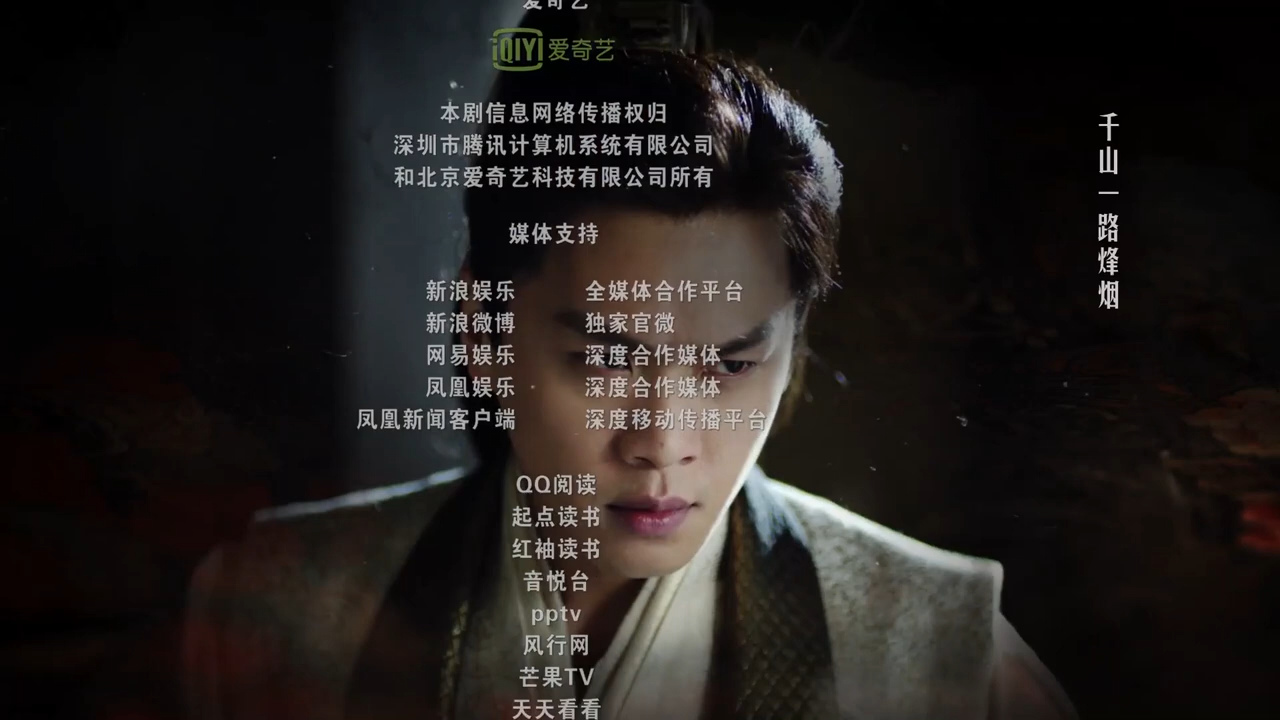 爱奇艺
iQIYI 爱奇艺
本剧信息网络传播权归
深圳市腾讯计算机系统有限公司
和北京爱奇艺科技有限公司所有
媒体支持
新浪娱乐 全媒体合作平台
新浪微博 独家官微
网易娱乐 深度合作媒体
凤凰娱乐 深度合作媒体
凤凰新闻客户端 深度移动传播平台
QQ阅读
起点读书
红袖读书
音悦台
pptv
风行网
芒果TV
天天看看
千山一路烽烟